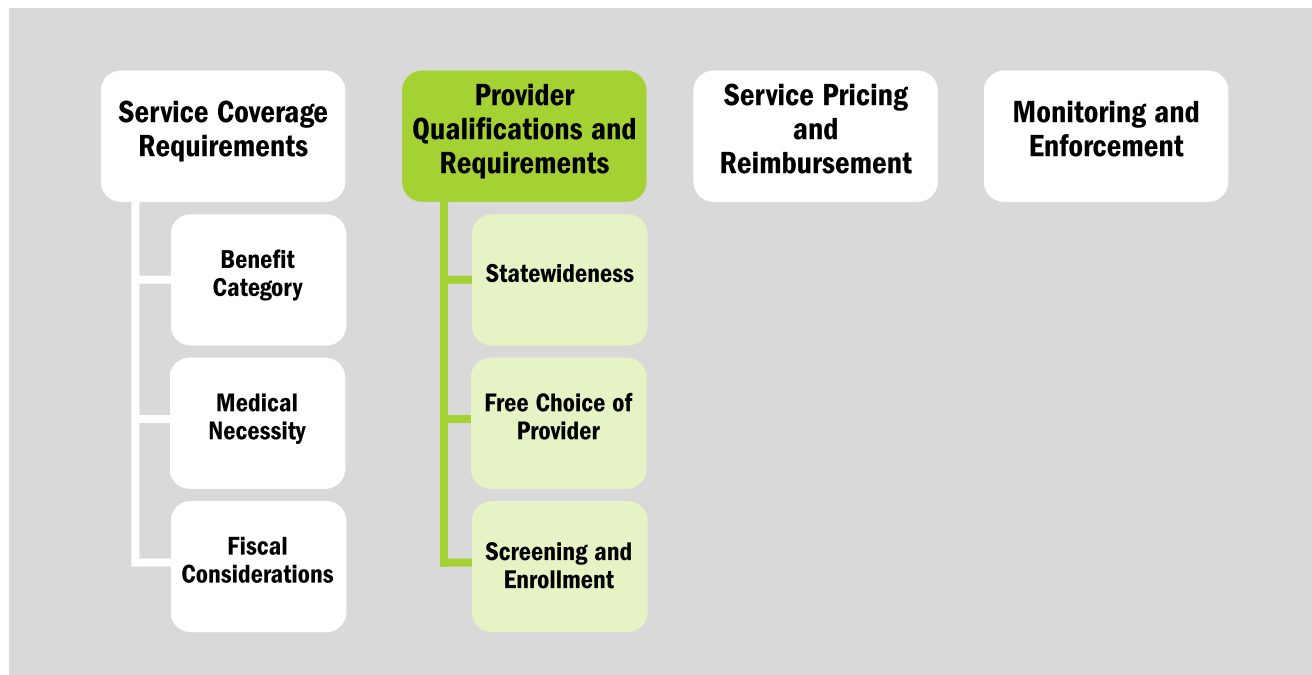 Service Coverage
Requirements
Benefit
Category
Medical
Necessity
Fiscal
Considerations
Provider
Qualifications and
Requirements
Statewideness
Free Choice of
Provider
Screening and
Enrollment
Service Pricing
and
Reimbursement
Monitoring and
Enforcement